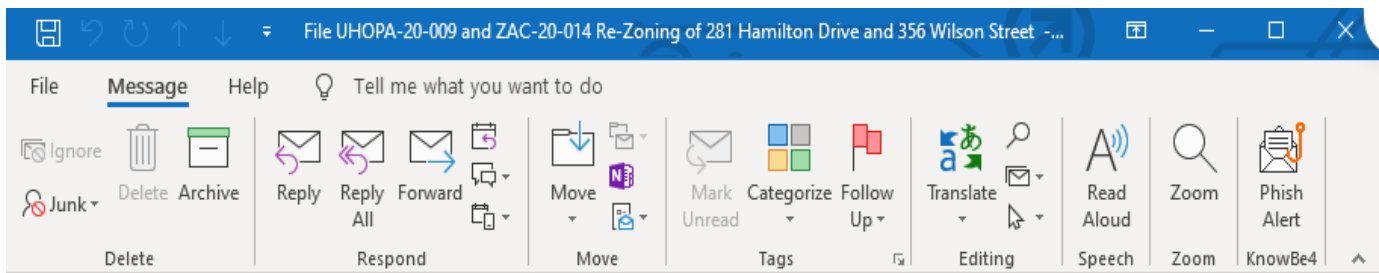 File UHOPA-20-009 and ZAC-20-014 Re-Zoning of 281 Hamilton Drive and 356 Wilson Street -...
File Message Help Tell me what you want to do
Ignore
Junk
Delete
Archive
Reply
Reply All
Forward
Move
Mark Unread
Categorize
Follow Up
Translate
Read Aloud
Zoom
Phish Alert
Delete Respond Move Tags Editing Speech Zoom KnowBe4